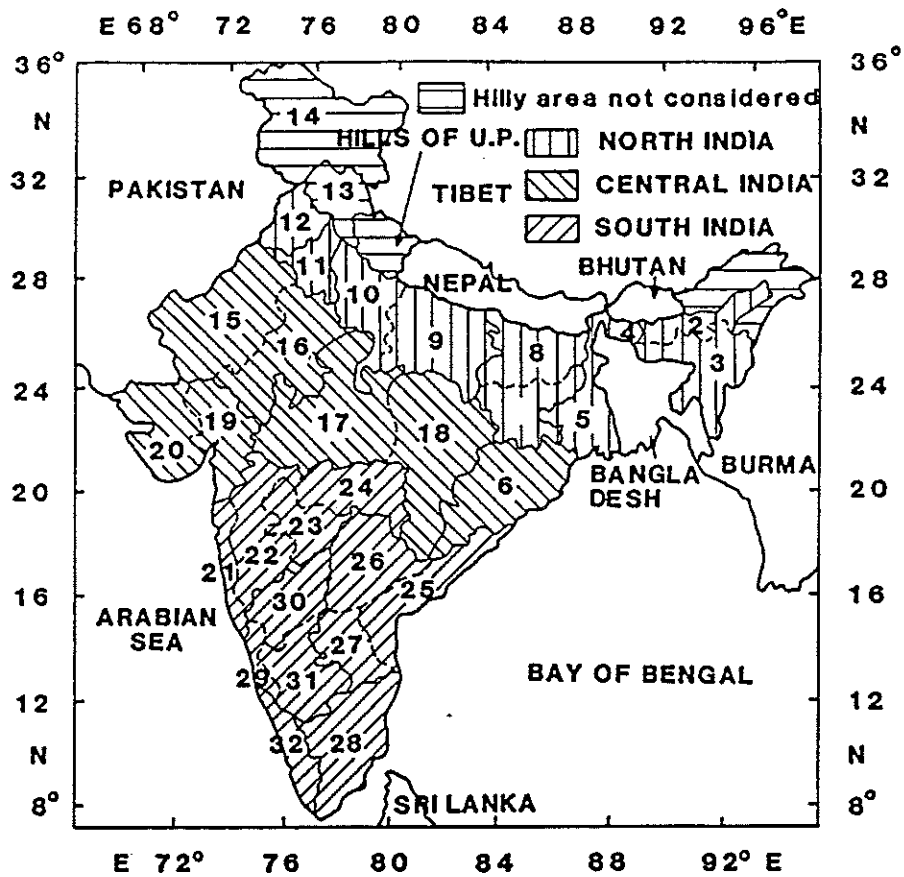 E 68° 72 76 80 84 88 92 96°E
36° 36°
Hilly area not considered
14
N N
HILLS OF U.P.
NORTH INDIA
32 32
PAKISTAN 13 TIBET CENTRAL INDIA
12 SOUTH INDIA
28 11 BHUTAN 28
10 NEPAL
15 9 8 4 2
16 3
24 24
19 17 18 5
20 BURMA
24 6 BANGLA
DESH
20 20
23
22 26
21 25
16 30 16
ARABIAN
SEA 27
29 31 BAY OF BENGAL
12 12
32 28
N N
8° SRI LANKA 8°
E 72° 76 80 84 88 92° E